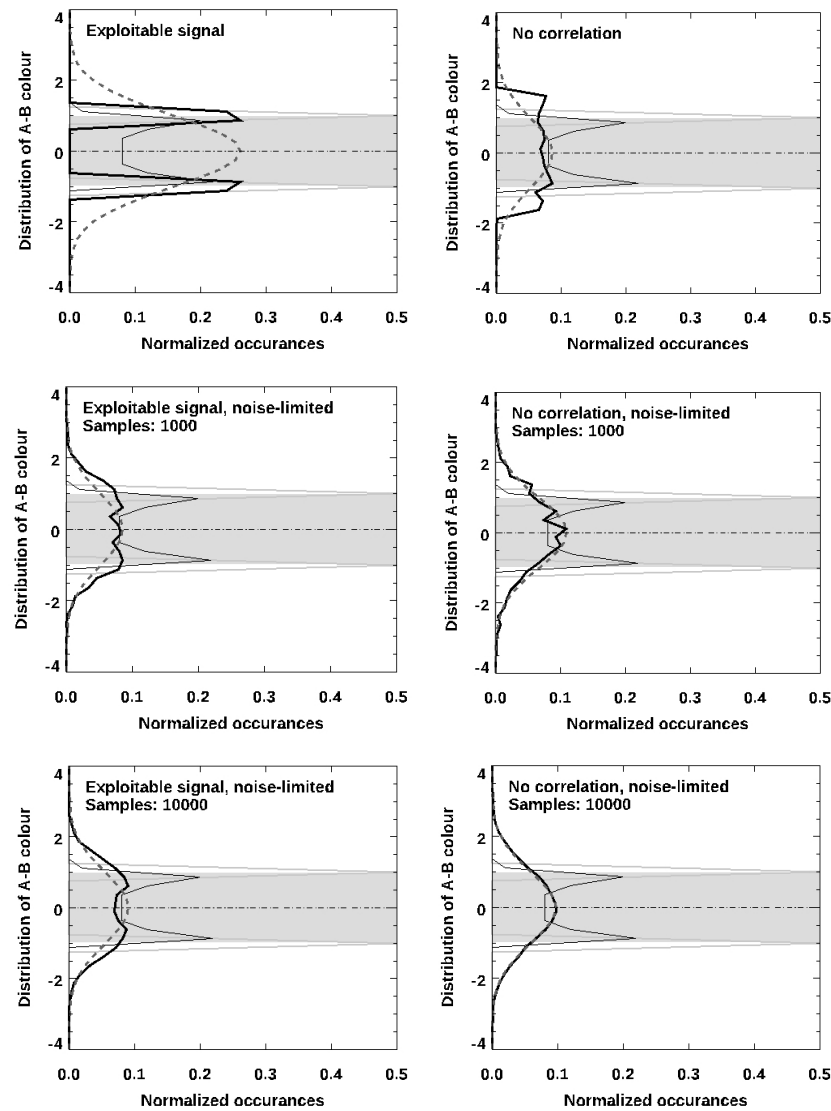 Exploitable signal
Distribution of A-B colour
4
2
0
-2
-4
0.0 0.1 0.2 0.3 0.4 0.5
Normalized occurances
No correlation
Distribution of A-B colour
4
2
0
-2
-4
0.0 0.1 0.2 0.3 0.4 0.5
Normalized occurances
Exploitable signal, noise-limited
Samples: 1000
Distribution of A-B colour
4
2
0
-2
-4
0.0 0.1 0.2 0.3 0.4 0.5
Normalized occurances
No correlation, noise-limited
Samples: 1000
Distribution of A-B colour
4
2
0
-2
-4
0.0 0.1 0.2 0.3 0.4 0.5
Normalized occurances
Exploitable signal, noise-limited
Samples: 10000
Distribution of A-B colour
4
2
0
-2
-4
0.0 0.1 0.2 0.3 0.4 0.5
Normalized occurances
No correlation, noise-limited
Samples: 10000
Distribution of A-B colour
4
2
0
-2
-4
0.0 0.1 0.2 0.3 0.4 0.5
Normalized occurances